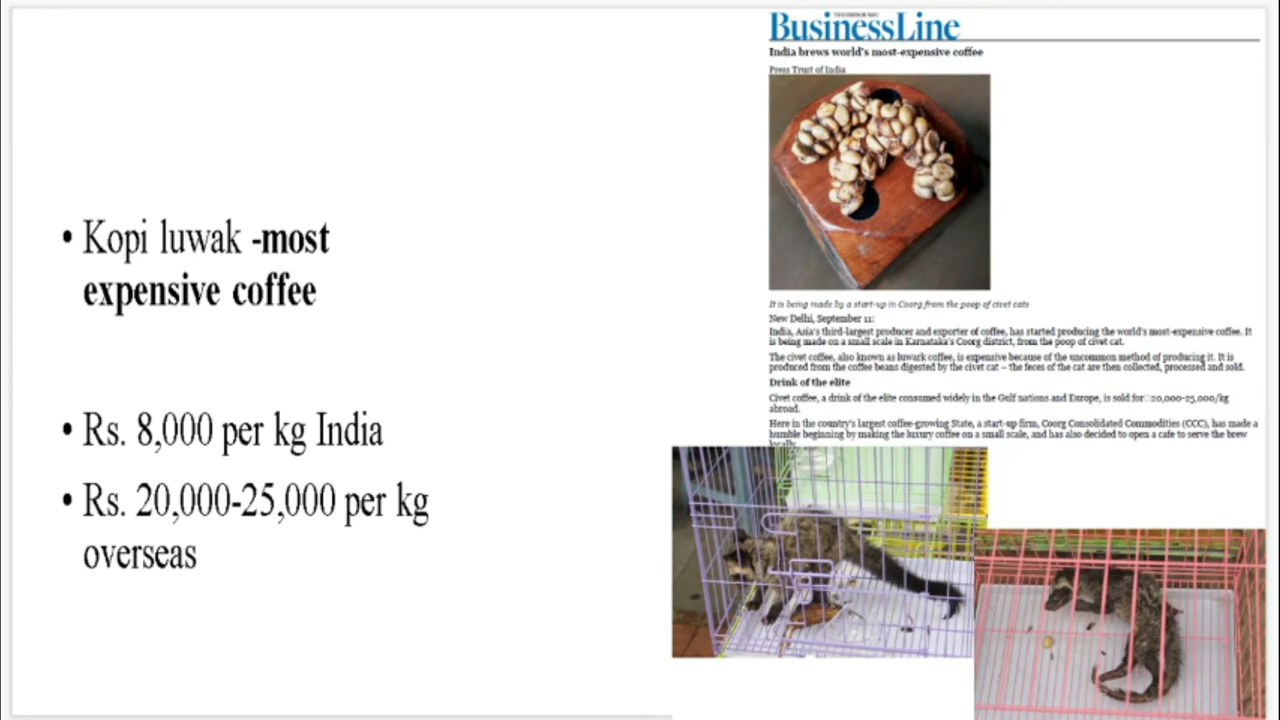 • Kopi luwak -most
expensive coffee
• Rs. 8,000 per kg India
• Rs. 20,000-25,000 per kg
overseas
BusinessLine
India brews world's most-expensive coffee
Press Trust of India
It is being made by a start-up in Coorg from the poop of civet cats
New Delhi, September 11:
India, Asia's third-largest producer and exporter of coffee, has started producing the world's most-expensive coffee. It
is being made on a small scale in Karnataka's Coorg district, from the poop of civet cat.
The civet coffee, also known as luwark coffee, is expensive because of the uncommon method of producing it. It is
produced from the coffee beans digested by the civet cat – the feces of the cat are then collected, processed and sold.
Drink of the elite
Civet coffee, a drink of the elite consumed widely in the Gulf nations and Europe, is sold for 20,000-25,000/kg
abroad.
Here in the country's largest coffee-growing State, a start-up firm, Coorg Consolidated Commodities (CCC), has made a
humble beginning by making the luxury coffee on a small scale, and has also decided to open a cafe to serve the brew
locally.